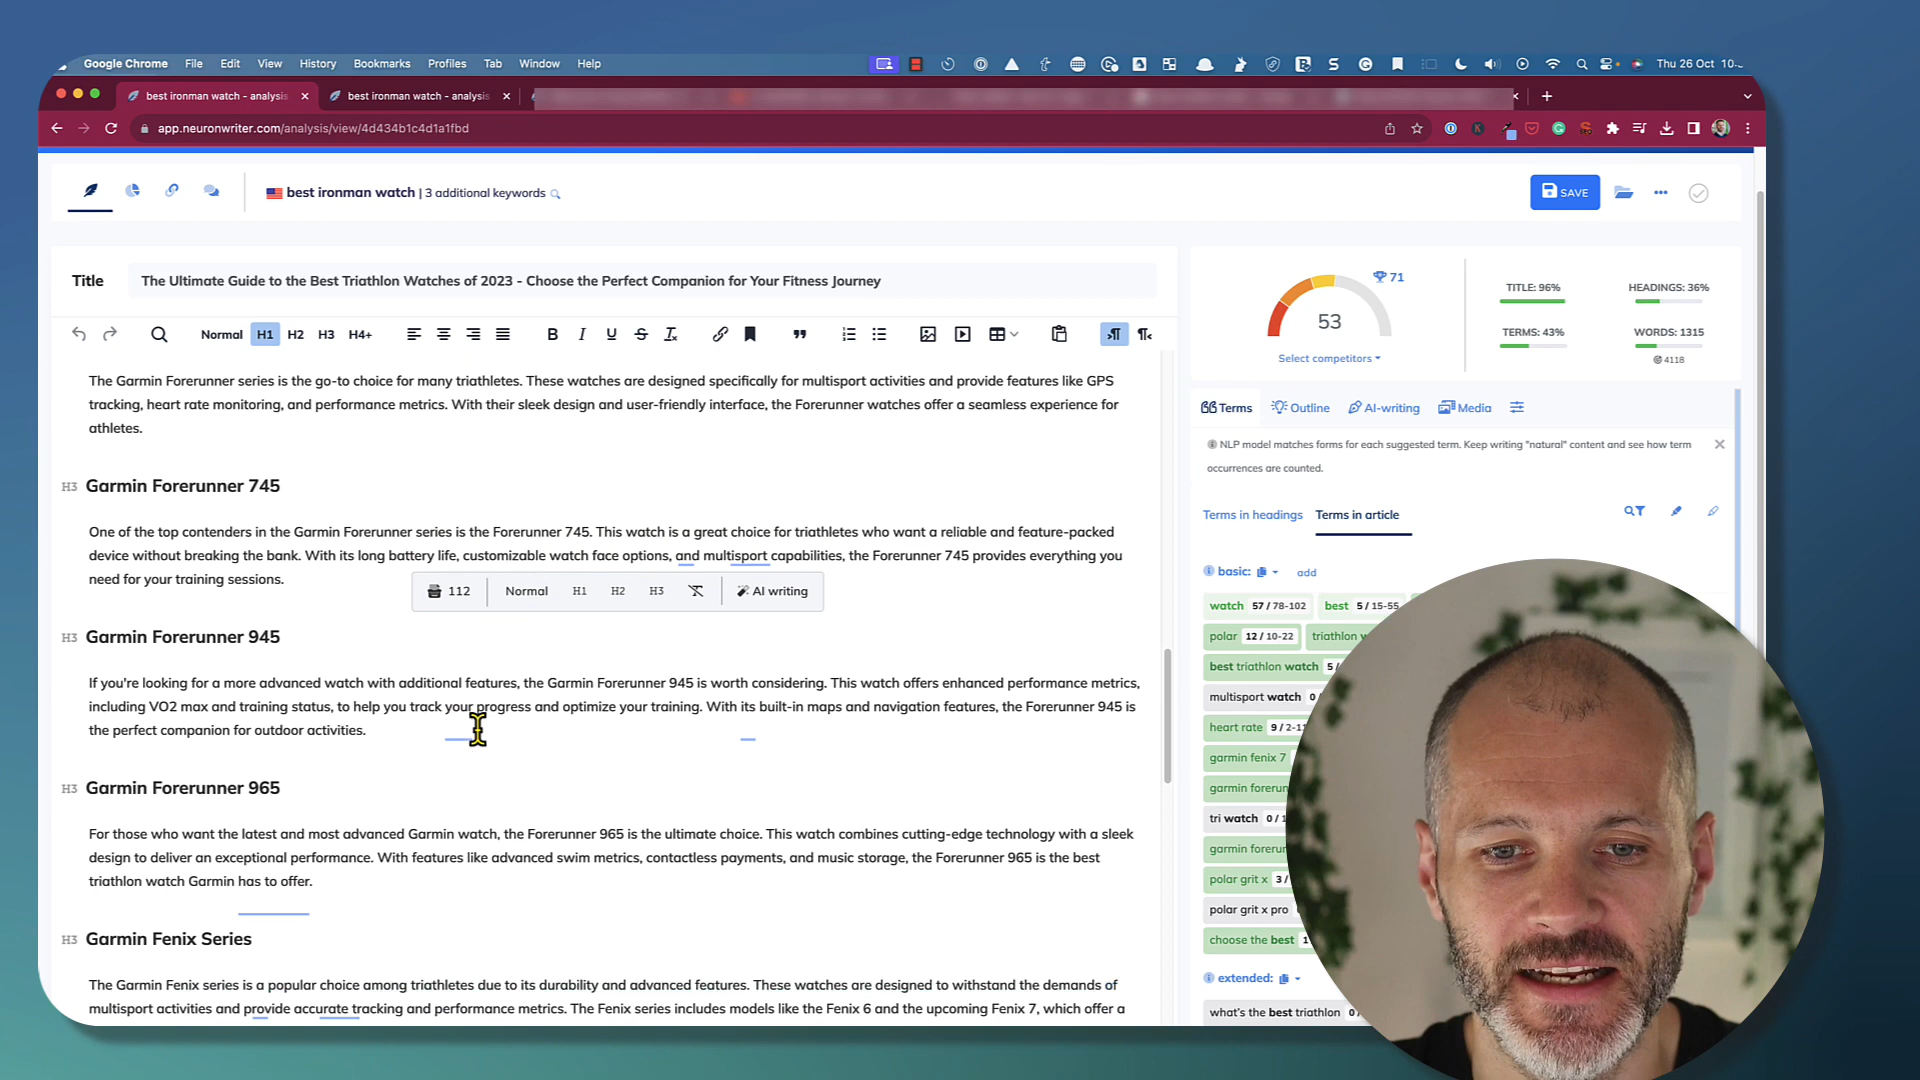 Google Chrome File Edit View History Bookmarks Profiles Tab Window Help Thu 26 Oct 10
best ironman watch - analysis best ironman watch - analysis
app.neuronwriter.com/analysis/view/4d434b1c4d1a1fbd
best ironman watch | 3 additional keywords SAVE
Title The Ultimate Guide to the Best Triathlon Watches of 2023 - Choose the Perfect Companion for Your Fitness Journey
Normal H1 H2 H3 H4+ B I U S
The Garmin Forerunner series is the go-to choice for many triathletes. These watches are designed specifically for multisport activities and provide features like GPS
tracking, heart rate monitoring, and performance metrics. With their sleek design and user-friendly interface, the Forerunner watches offer a seamless experience for
athletes.
H3 Garmin Forerunner 745
One of the top contenders in the Garmin Forerunner series is the Forerunner 745. This watch is a great choice for triathletes who want a reliable and feature-packed
device without breaking the bank. With its long battery life, customizable watch face options, and multisport capabilities, the Forerunner 745 provides everything you
need for your training sessions.
112 Normal H1 H2 H3 AI writing
H3 Garmin Forerunner 945
If you're looking for a more advanced watch with additional features, the Garmin Forerunner 945 is worth considering. This watch offers enhanced performance metrics,
including VO2 max and training status, to help you track your progress and optimize your training. With its built-in maps and navigation features, the Forerunner 945 is
the perfect companion for outdoor activities.
H3 Garmin Forerunner 965
For those who want the latest and most advanced Garmin watch, the Forerunner 965 is the ultimate choice. This watch combines cutting-edge technology with a sleek
design to deliver an exceptional performance. With features like advanced swim metrics, contactless payments, and music storage, the Forerunner 965 is the best
triathlon watch Garmin has to offer.
H3 Garmin Fenix Series
The Garmin Fenix series is a popular choice among triathletes due to its durability and advanced features. These watches are designed to withstand the demands of
multisport activities and provide accurate tracking and performance metrics. The Fenix series includes models like the Fenix 6 and the upcoming Fenix 7, which offer a
71
53
Select competitors
TITLE: 96% HEADINGS: 36%
TERMS: 43% WORDS: 1315
4118
Terms Outline AI-writing Media
NLP model matches forms for each suggested term. Keep writing "natural" content and see how term
occurrences are counted.
Terms in headings Terms in article
basic: add
watch 57 / 78-102 best 5 / 15-55
polar 12 / 10-22 triathlon
best triathlon watch 5 /
multisport watch 0
heart rate 9 / 2-1
garmin fenix 7
garmin forerun
tri watch 0 / 1
garmin forerun
polar grit x 3 /
polar grit x pro
choose the best 1
extended:
what's the best triathlon 0